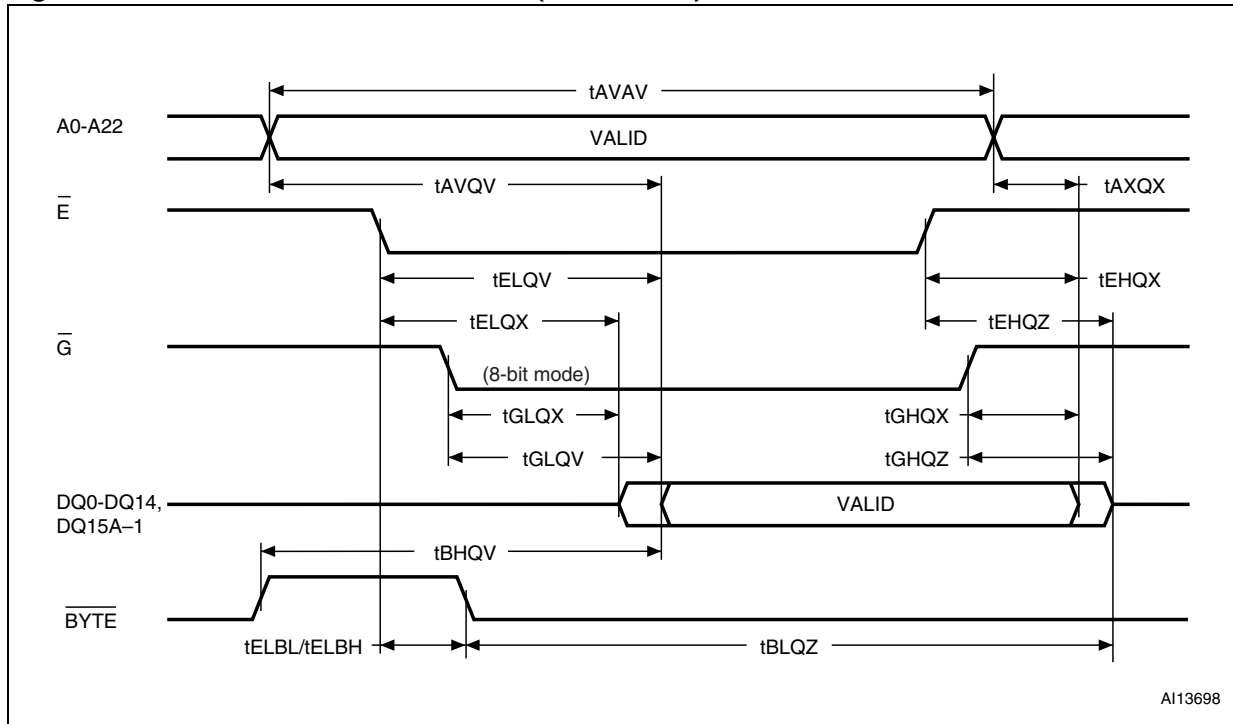 tAVAV
A0-A22
VALID
tAVQV
tAXQX
E
tELQV
tEHQX
tELQX
tEHQZ
G
(8-bit mode)
tGLQX
tGHQX
tGLQV
tGHQZ
DQ0-DQ14,
DQ15A–1
VALID
tBHQV
BYTE
tELBL/tELBH
tBLQZ
AI13698